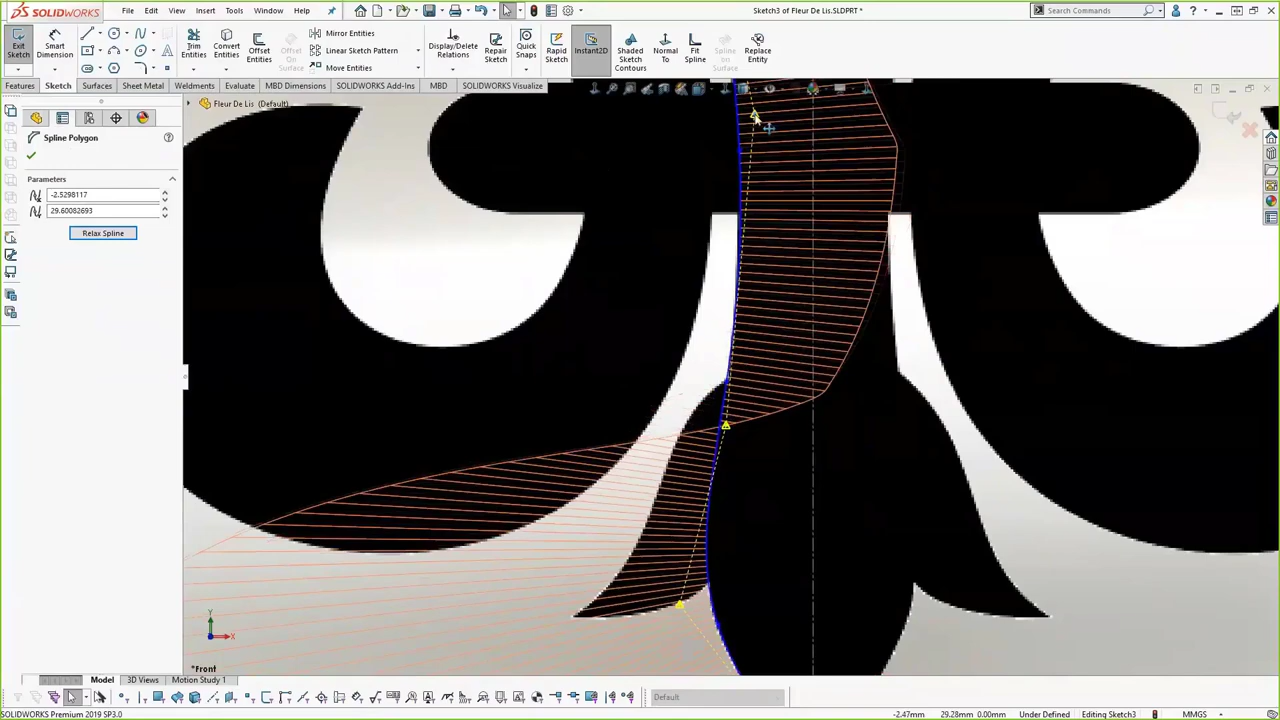 SOLIDWORKS File Edit View Insert Tools Window Sketch3 of Fleur De Lis.SLDPRT * Search Commands
Exit Sketch
Smart Dimension
Trim Entities
Convert Entities
Offset Entities
Offset On Surface
Mirror Entities
Linear Sketch Pattern
Move Entities
Display/Delete Relations
Repair Sketch
Quick Snaps
Rapid Sketch
Instant2D
Shaded Sketch Contours
Normal To
Fit Spline
Spline on Surface
Replace Entity
Features Sketch Surfaces Sheet Metal Weldments Evaluate MBD Dimensions SOLIDWORKS Add-Ins MBD SOLIDWORKS Visualize
Fleur De Lis (Default)
Spline Polygon
Parameters
-2.5298117
29.60082693
Relax Spline
Y
X
*Front
Model 3D Views Motion Study 1
Default
SOLIDWORKS Premium 2019 SP3.0 -2.47mm 29.28mm 0.00mm Under Defined Editing Sketch3 MMGS